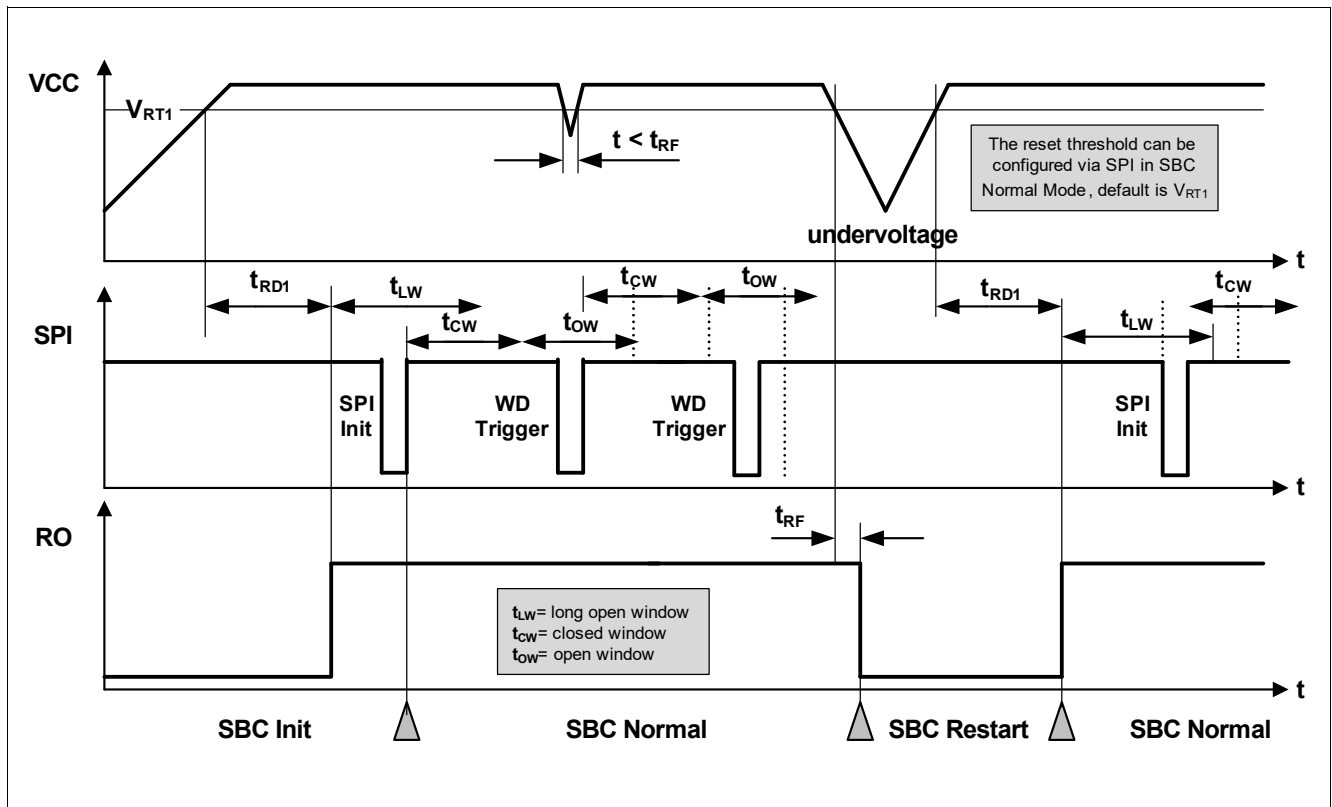 VCC
VRT1
t < tRF
The reset threshold can be
configured via SPI in SBC
Normal Mode, default is VRT1
undervoltage
t
tRD1
tLW
tCW
tOW
tCW
tOW
tRD1
tLW
tCW
SPI
SPI
Init
WD
Trigger
WD
Trigger
SPI
Init
t
RO
tRF
tLW= long open window
tCW= closed window
tOW= open window
t
SBC Init
SBC Normal
SBC Restart
SBC Normal